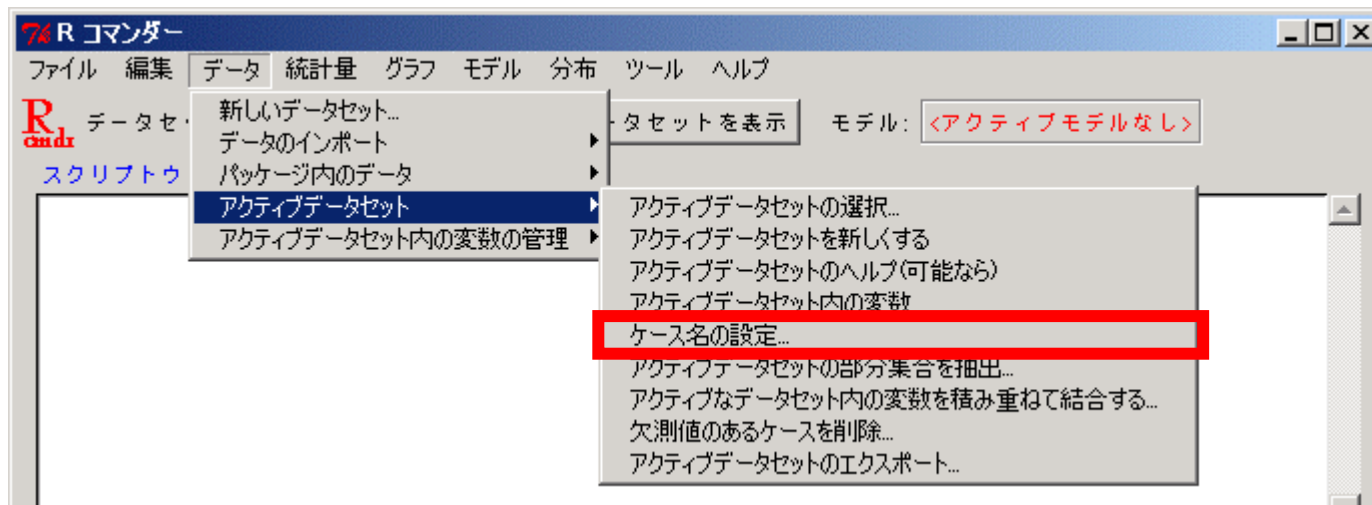 R コマンダー
ファイル 編集 データ 統計量 グラフ モデル 分布 ツール ヘルプ
Rcmdr データセ タセットを表示 モデル: <アクティブモデルなし>
スクリプトウ
新しいデータセット...
データのインポート
パッケージ内のデータ
アクティブデータセット
アクティブデータセット内の変数の管理
アクティブデータセットの選択...
アクティブデータセットを新しくする
アクティブデータセットのヘルプ(可能なら)
アクティブデータセット内の変数
ケース名の設定...
アクティブデータセットの部分集合を抽出...
アクティブなデータセット内の変数を積み重ねて結合する...
欠測値のあるケースを削除...
アクティブデータセットのエクスポート...